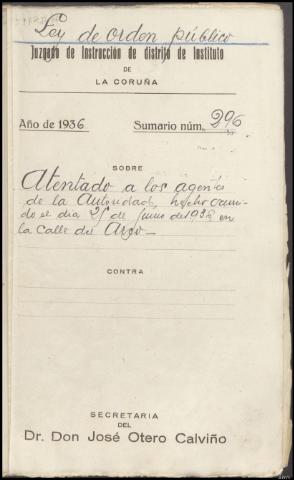 Ley de orden público
Juzgado de Instrucción de distrito de Instituto
DE
LA CORUÑA
Año de 1936 Sumario núm. 296
SOBRE
Atentado a los agentes
de la Autoridad, hecho ocurri-
do el dia 25 de Junio de 1936 en
la calle del
CONTRA
SECRETARIA
DEL
Dr. Don José Otero Calviño